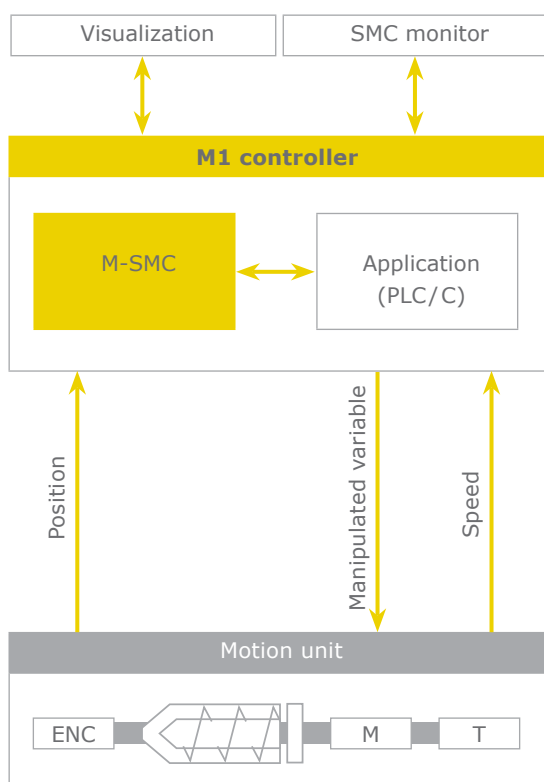 Visualization
SMC monitor
M1 controller
M-SMC
Application
(PLC/C)
Position
Manipulated variable
Speed
Motion unit
ENC
M
T